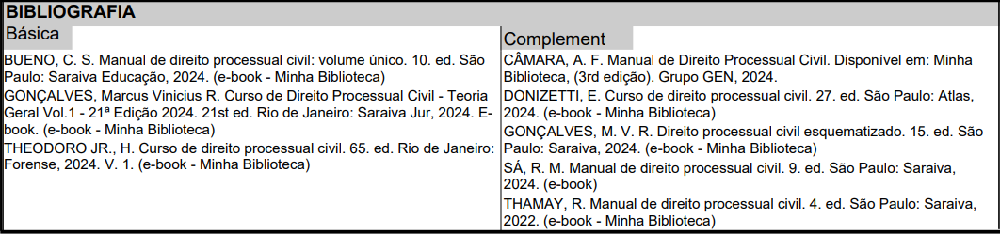 BIBLIOGRAFIA
Básica
BUENO, C. S. Manual de direito processual civil: volume único. 10. ed. São
Paulo: Saraiva Educação, 2024. (e-book - Minha Biblioteca)
GONÇALVES, Marcus Vinicius R. Curso de Direito Processual Civil - Teoria
Geral Vol.1 - 21ª Edição 2024. 21st ed. Rio de Janeiro: Saraiva Jur, 2024. E-
book. (e-book - Minha Biblioteca)
THEODORO JR., H. Curso de direito processual civil. 65. ed. Rio de Janeiro:
Forense, 2024. V. 1. (e-book - Minha Biblioteca)
Complement
CÂMARA, A. F. Manual de Direito Processual Civil. Disponível em: Minha
Biblioteca, (3rd edição). Grupo GEN, 2024.
DONIZETTI, E. Curso de direito processual civil. 27. ed. São Paulo: Atlas,
2024. (e-book - Minha Biblioteca)
GONÇALVES, M. V. R. Direito processual civil esquematizado. 15. ed. São
Paulo: Saraiva, 2024. (e-book - Minha Biblioteca)
SÁ, R. M. Manual de direito processual civil. 9. ed. São Paulo: Saraiva,
2024. (e-book)
THAMAY, R. Manual de direito processual civil. 4. ed. São Paulo: Saraiva,
2022. (e-book - Minha Biblioteca)